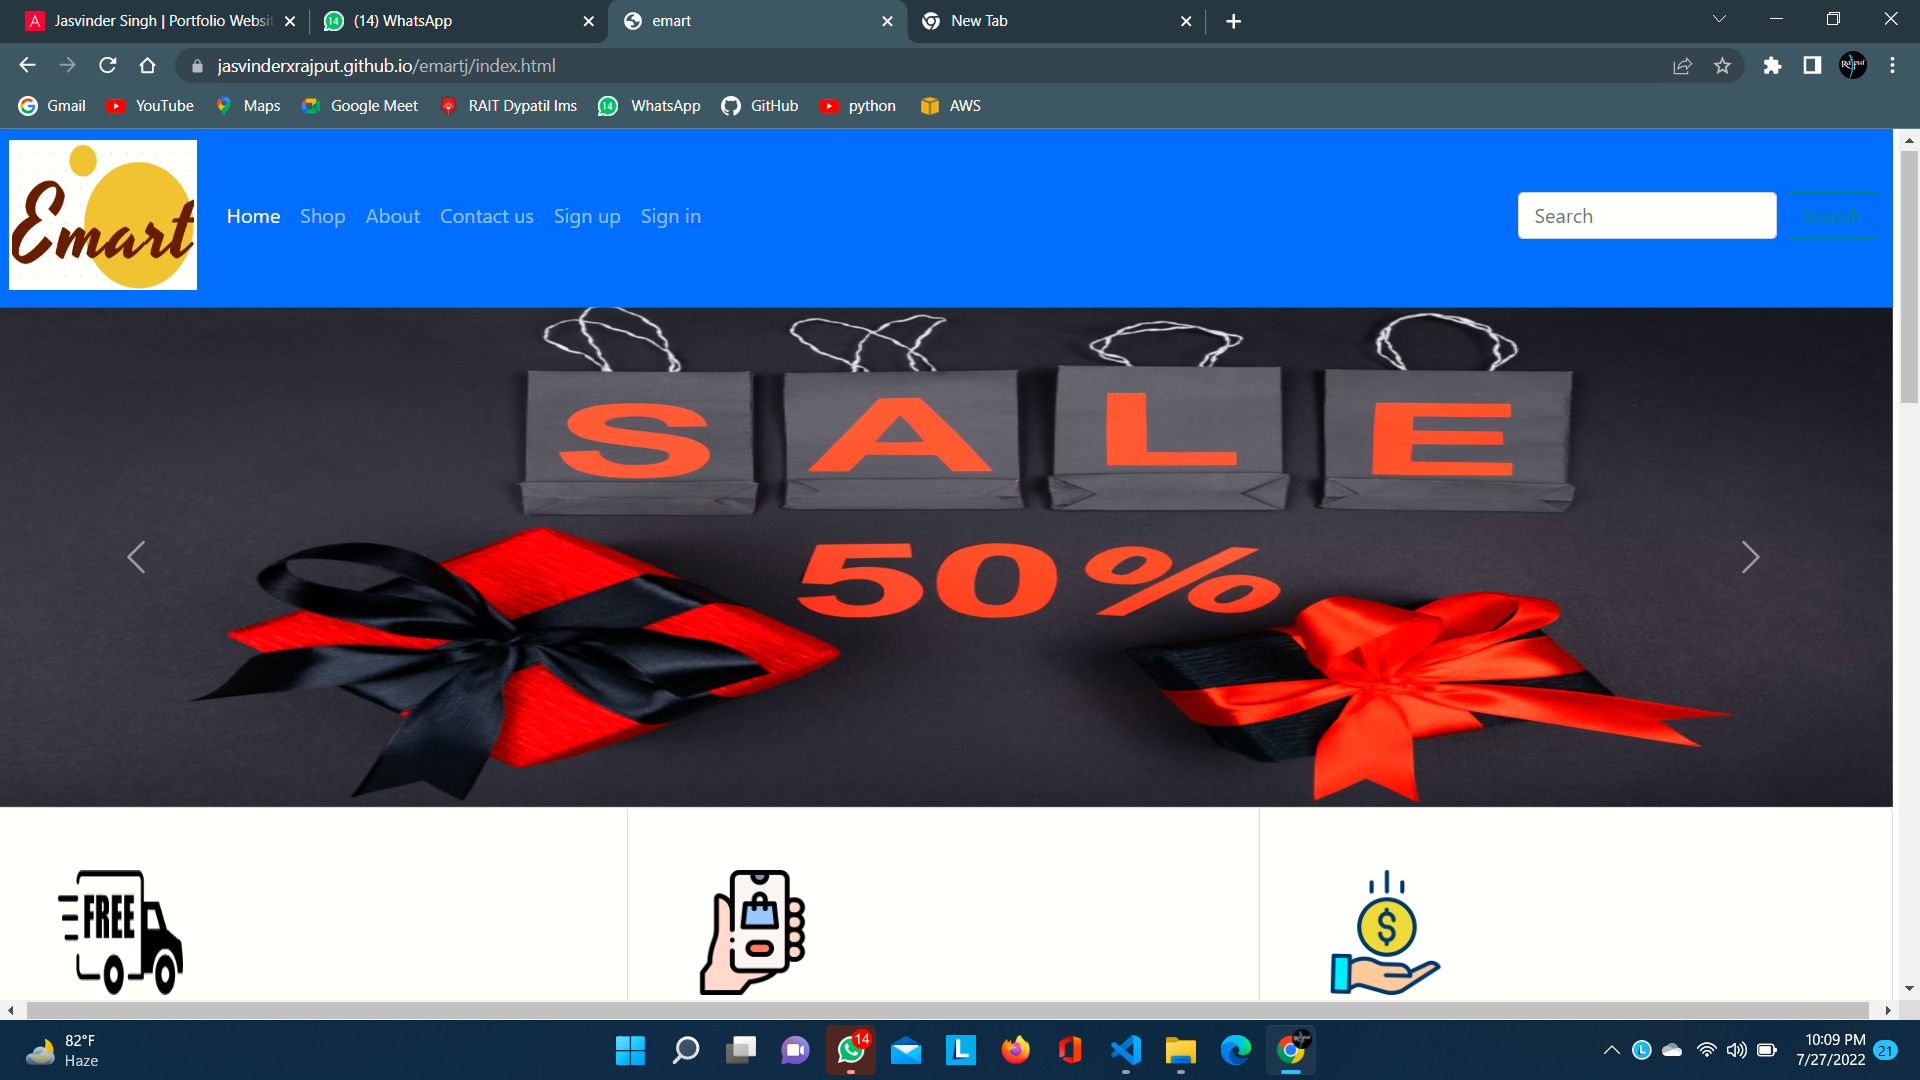 Jasvinder Singh | Portfolio Websit
(14) WhatsApp
emart
New Tab
jasvinderxrajput.github.io/emartj/index.html
Rajput
Gmail
YouTube
Maps
Google Meet
RAIT Dypatil lms
14
WhatsApp
GitHub
python
AWS
Emart
Home
Shop
About
Contact us
Sign up
Sign in
Search
Search
SALE
50%
FREE
82°F
Haze
14
L
L
10:09 PM
7/27/2022
21